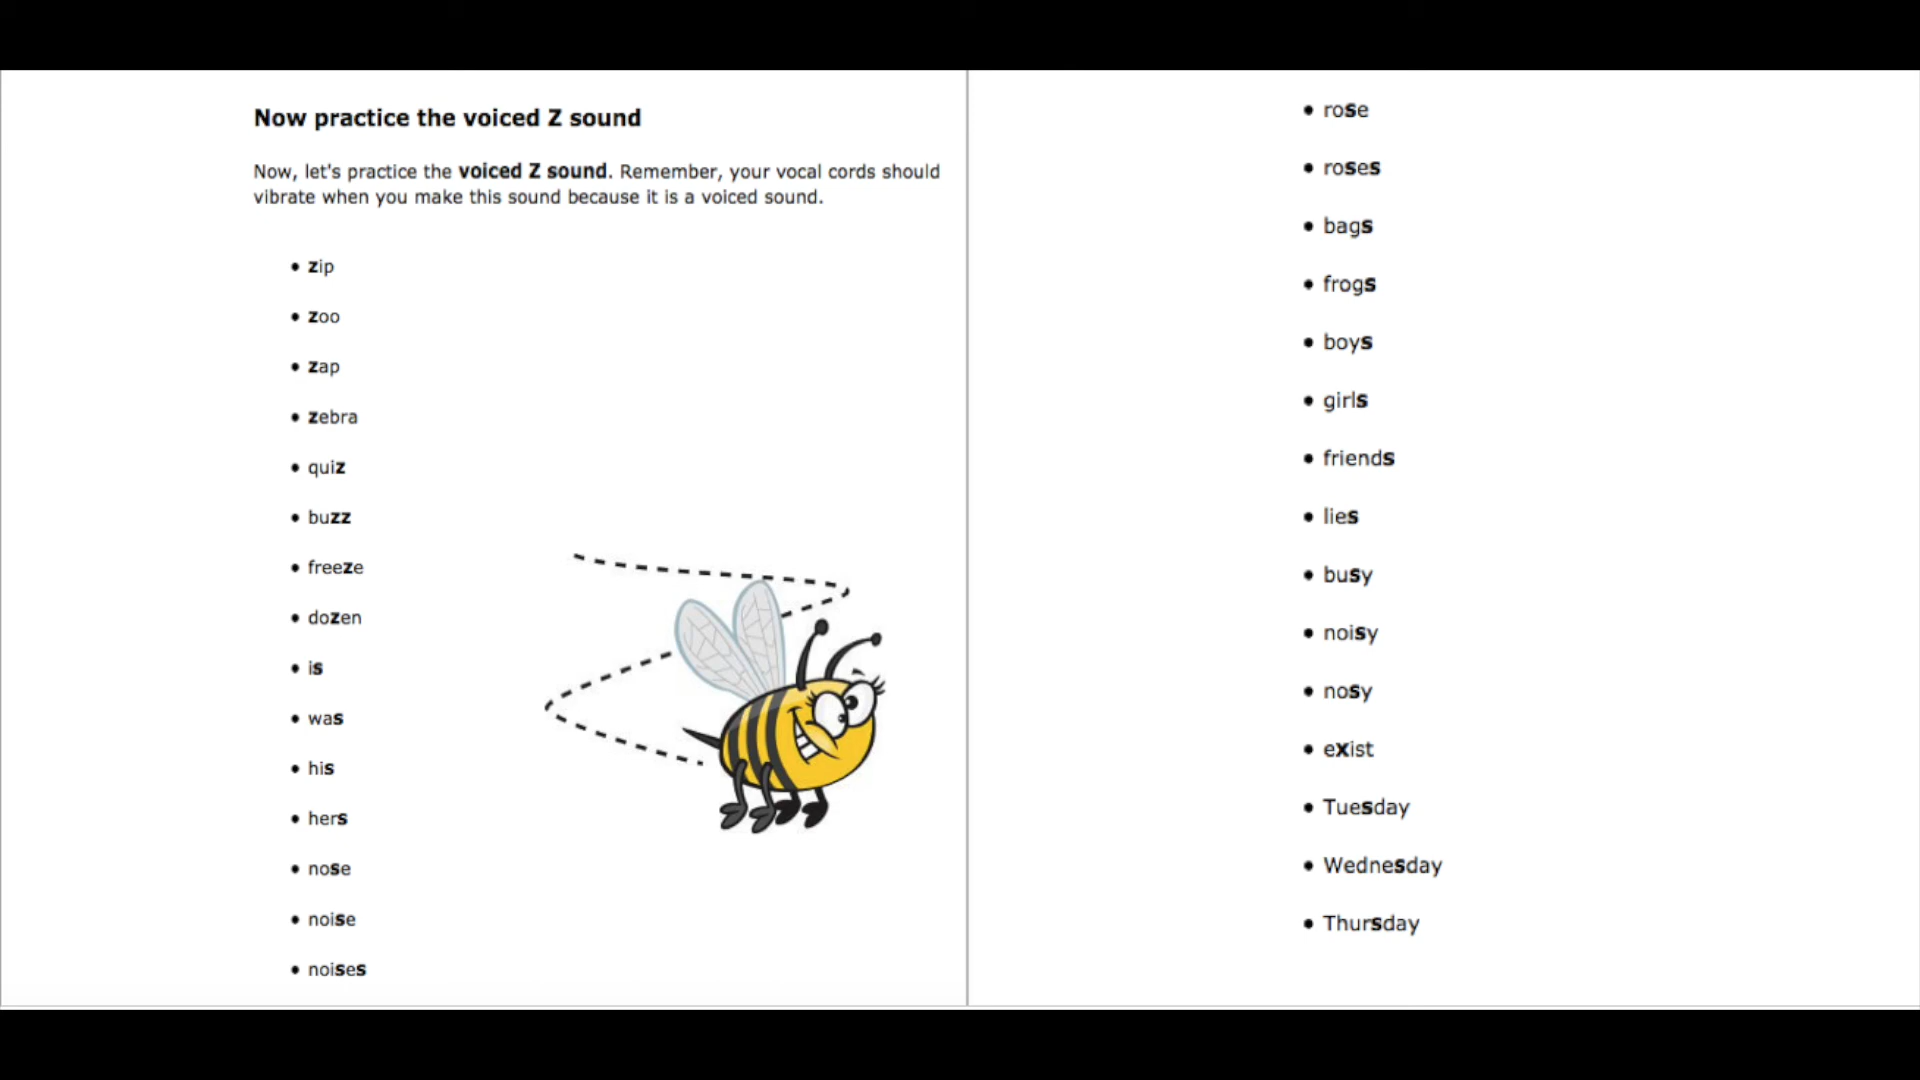 Now practice the voiced Z sound
Now, let's practice the voiced Z sound. Remember, your vocal cords should
vibrate when you make this sound because it is a voiced sound.
• zip
• zoo
• zap
• zebra
• quiz
• buzz
• freeze
• dozen
• is
• was
• his
• hers
• nose
• noise
• noises
• rose
• roses
• bags
• frogs
• boys
• girls
• friends
• lies
• busy
• noisy
• nosy
• exist
• Tuesday
• Wednesday
• Thursday